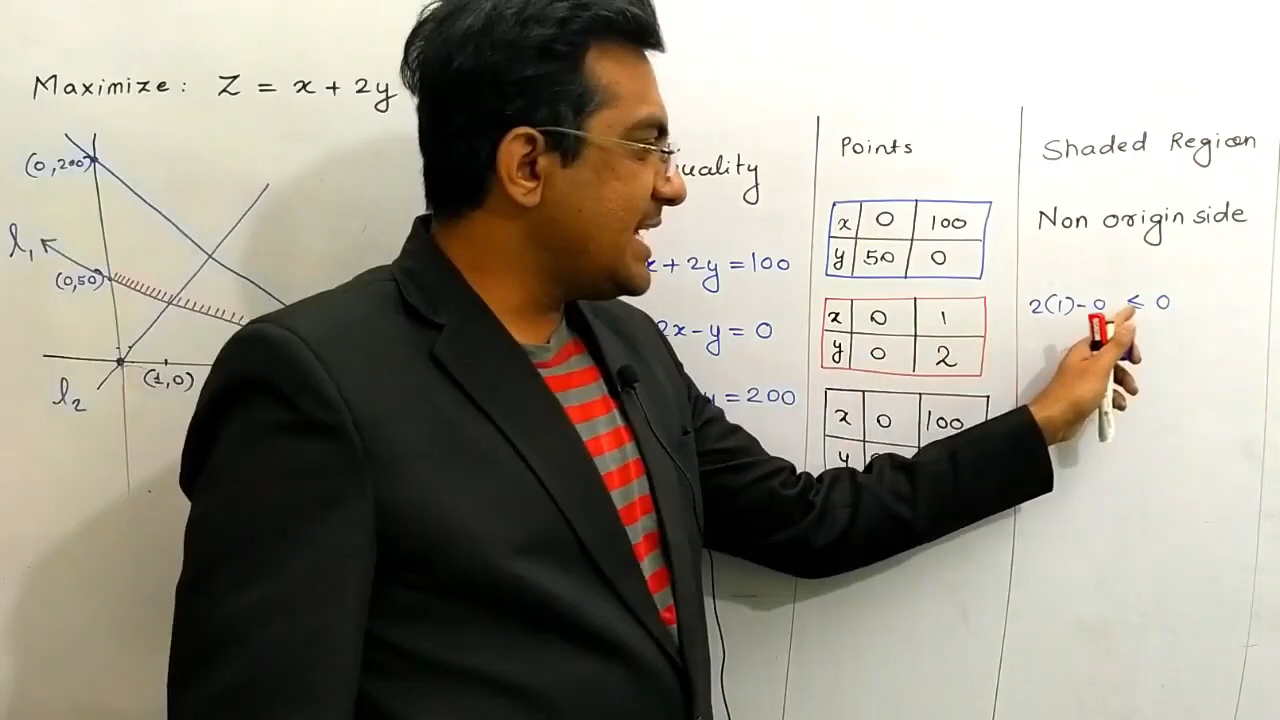 Maximize: Z = x + 2y
(0,200)
l₁
(0,50)
(1,0)
l₂
x + 2y = 100
2x - y = 0
= 200
Points
x 0 100
y 50 0
x 0 1
y 0 2
x 0 100
y
Shaded Region
Non origin side
2(1)-0 ≤ 0